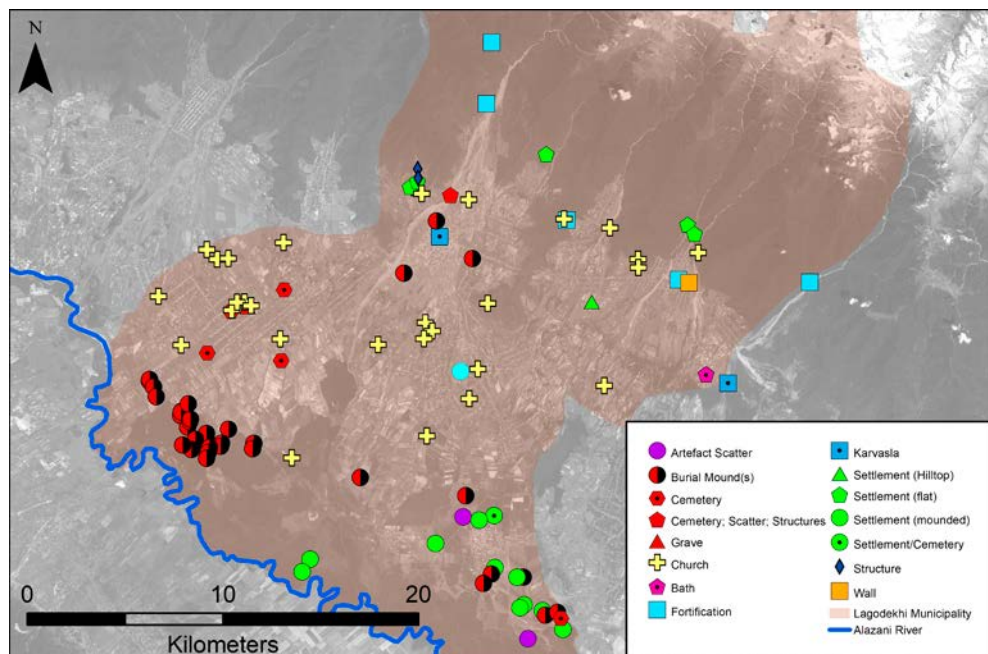 N
0
10
20
Kilometers
Artefact Scatter
Burial Mound(s)
Cemetery
Cemetery; Scatter; Structures
Grave
Church
Bath
Fortification
Karvasla
Settlement (Hilltop)
Settlement (flat)
Settlement (mounded)
Settlement/Cemetery
Structure
Wall
Lagodekhi Municipality
Alazani River